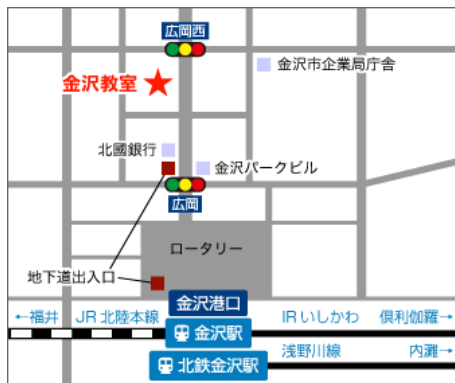 広岡西
金沢市企業局庁舎
金沢教室
北國銀行
金沢パークビル
広岡
ロータリー
地下道出入口
金沢港口
←福井 JR北陸本線 IRいしかわ 倶利伽羅→
金沢駅
浅野川線 内灘→
北鉄金沢駅